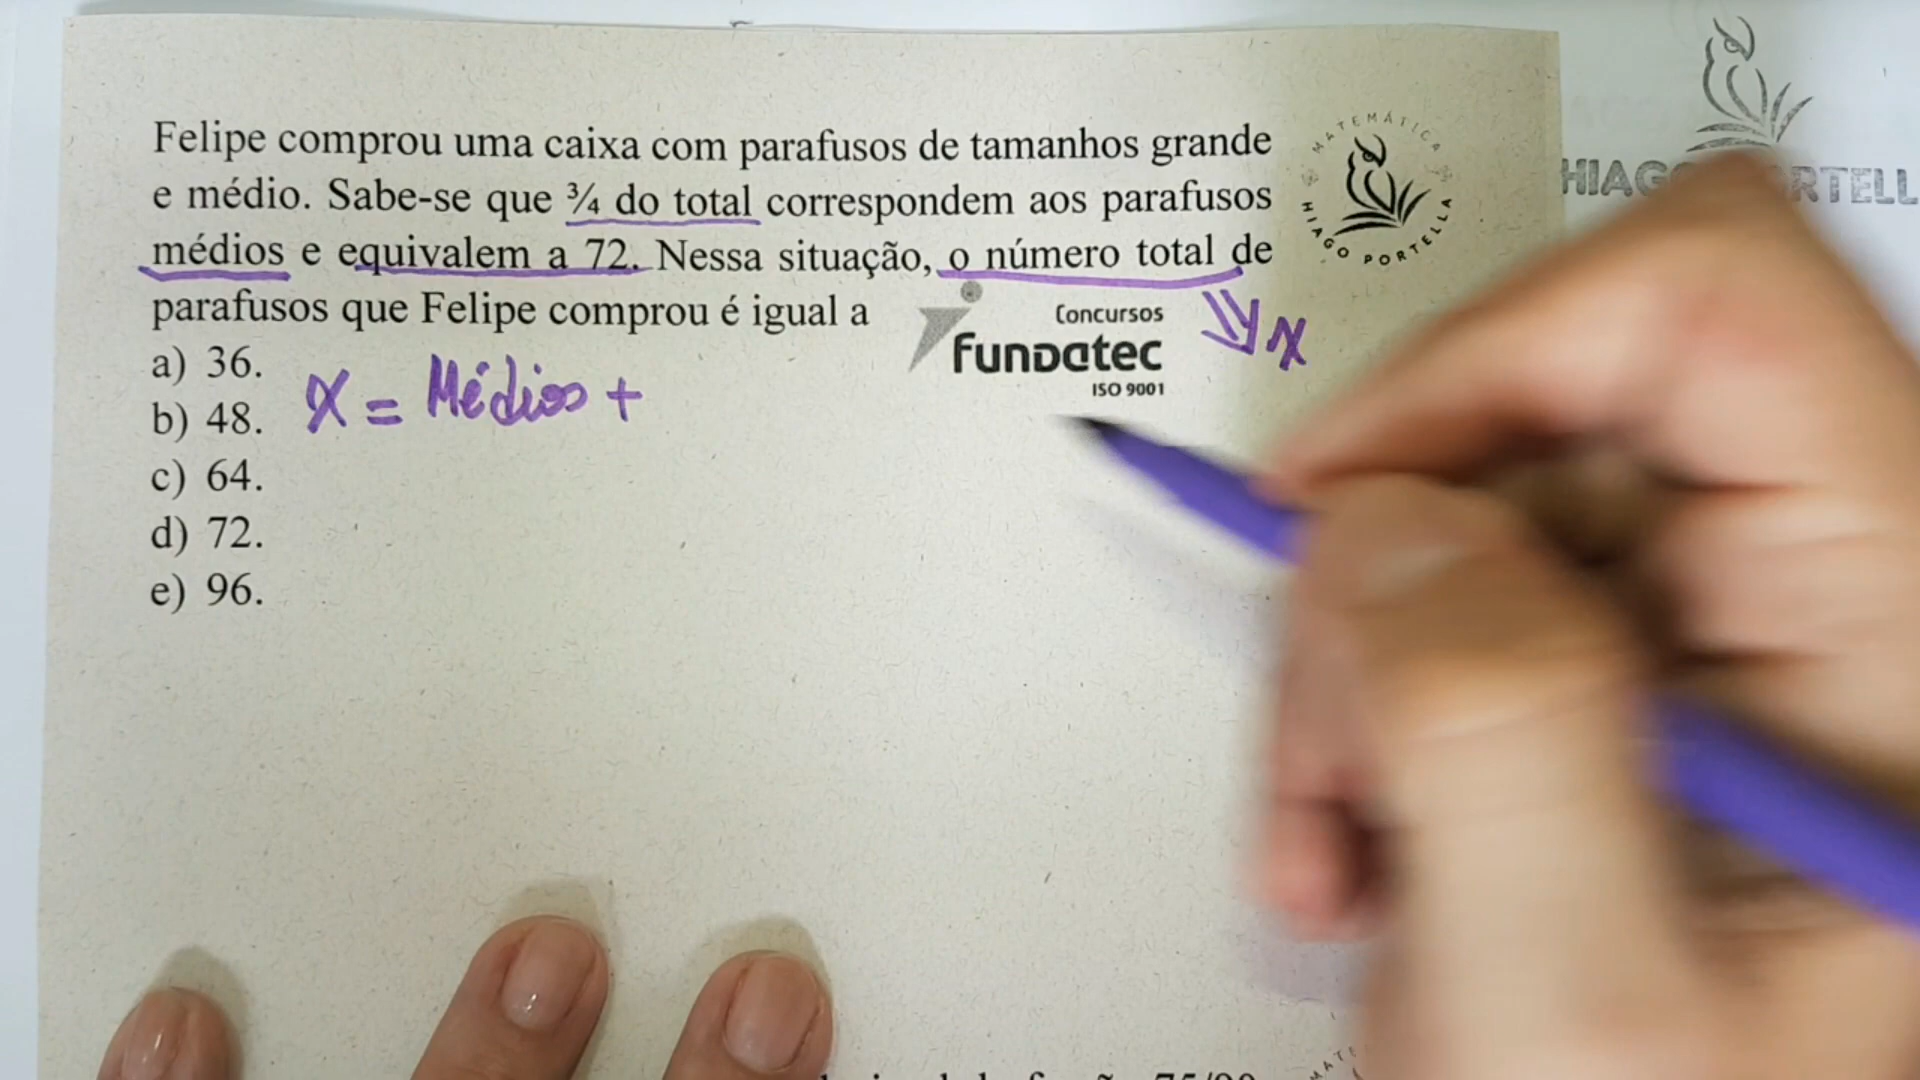 Felipe comprou uma caixa com parafusos de tamanhos grande
e médio. Sabe-se que ¾ do total correspondem aos parafusos
médios e equivalem a 72. Nessa situação, o número total de
parafusos que Felipe comprou é igual a
Concursos
Fundatec
ISO 9001
X
a) 36.
X = Médios +
b) 48.
c) 64.
d) 72.
e) 96.
MATEMÁTICA
HIAGO PORTELLA